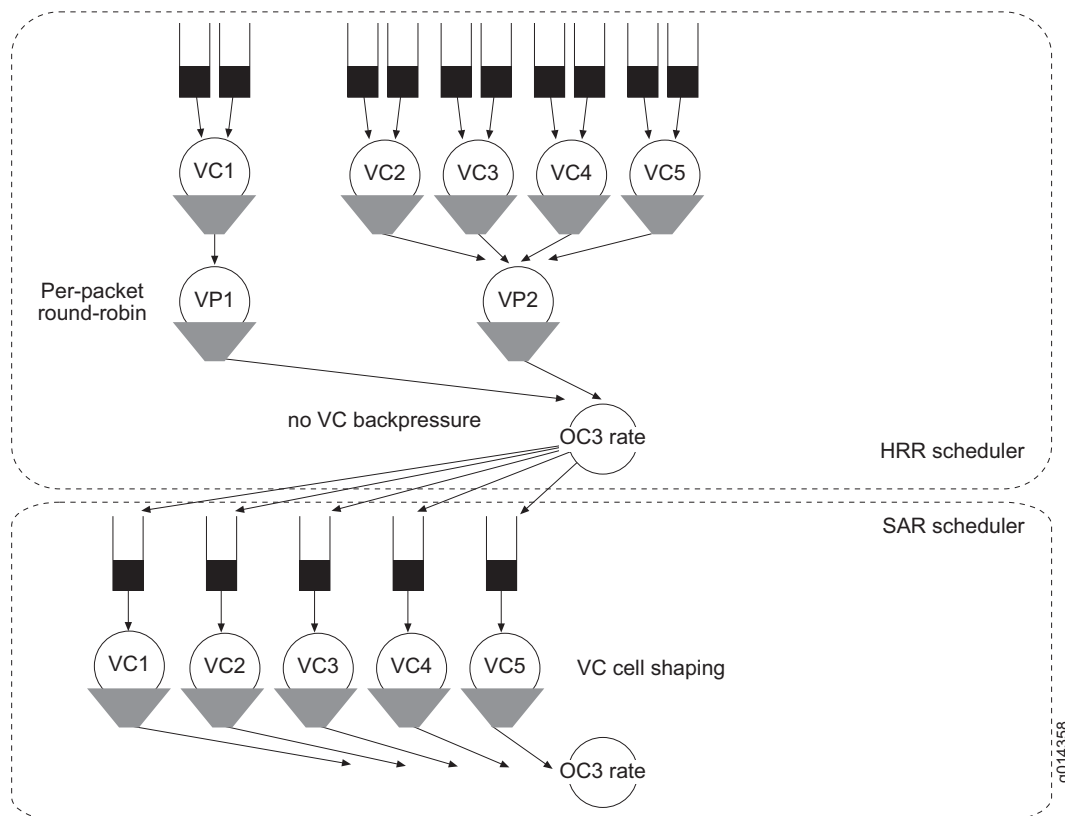 VC1
VC2
VC3
VC4
VC5
Per-packet
round-robin
VP1
VP2
no VC backpressure
OC3 rate
HRR scheduler
SAR scheduler
VC1
VC2
VC3
VC4
VC5
VC cell shaping
OC3 rate
g014358